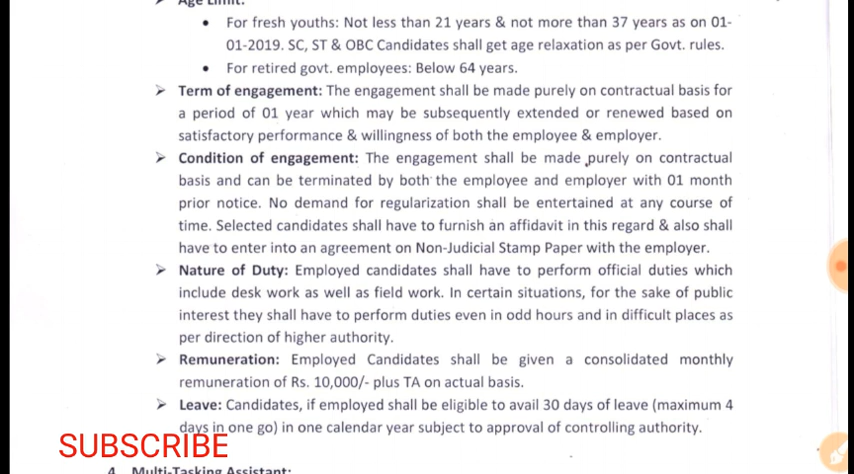 ➤ Age Limit:
• For fresh youths: Not less than 21 years & not more than 37 years as on 01-
01-2019. SC, ST & OBC Candidates shall get age relaxation as per Govt. rules.
• For retired govt. employees: Below 64 years.
➤ Term of engagement: The engagement shall be made purely on contractual basis for
a period of 01 year which may be subsequently extended or renewed based on
satisfactory performance & willingness of both the employee & employer.
➤ Condition of engagement: The engagement shall be made purely on contractual
basis and can be terminated by both the employee and employer with 01 month
prior notice. No demand for regularization shall be entertained at any course of
time. Selected candidates shall have to furnish an affidavit in this regard & also shall
have to enter into an agreement on Non-Judicial Stamp Paper with the employer.
➤ Nature of Duty: Employed candidates shall have to perform official duties which
include desk work as well as field work. In certain situations, for the sake of public
interest they shall have to perform duties even in odd hours and in difficult places as
per direction of higher authority.
➤ Remuneration: Employed Candidates shall be given a consolidated monthly
remuneration of Rs. 10,000/- plus TA on actual basis.
➤ Leave: Candidates, if employed shall be eligible to avail 30 days of leave (maximum 4
days in one go) in one calendar year subject to approval of controlling authority.
SUBSCRIBE
4. Multi-Tasking Assistant: